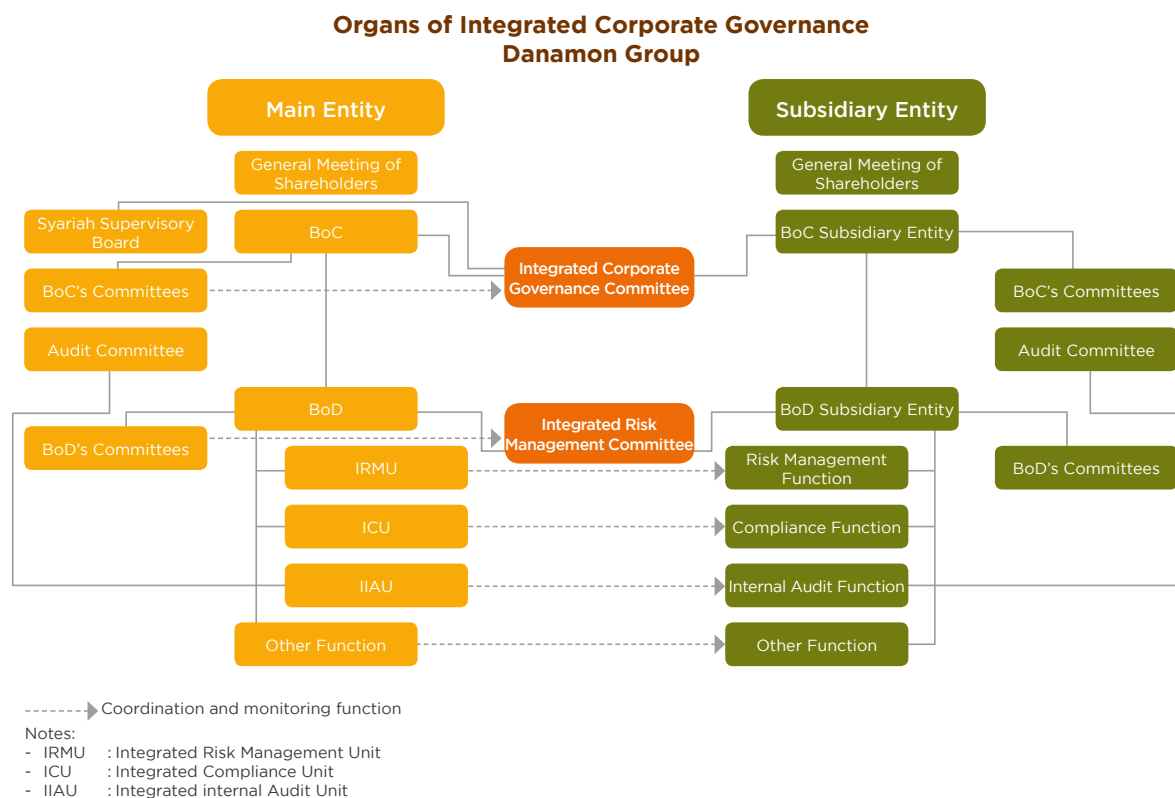 Organs of Integrated Corporate Governance
Danamon Group
Main Entity
Subsidiary Entity
General Meeting of
Shareholders
General Meeting of
Shareholders
Syariah Supervisory
Board
BoC
BoC Subsidiary Entity
Integrated Corporate
Governance Committee
BoC's Committees
BoC's Committees
Audit Committee
Audit Committee
BoD
BoD Subsidiary Entity
Integrated Risk
Management Committee
BoD's Committees
BoD's Committees
IRMU
Risk Management
Function
ICU
Compliance Function
IIAU
Internal Audit Function
Other Function
Other Function
Coordination and monitoring function
Notes:
- IRMU : Integrated Risk Management Unit
- ICU : Integrated Compliance Unit
- IIAU : Integrated internal Audit Unit